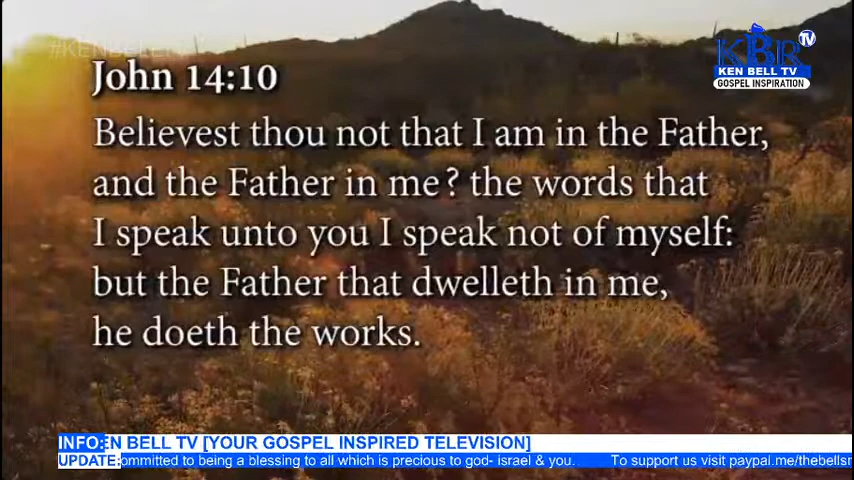 #KENBELLTV
KBR TV
KEN BELL TV
GOSPEL INSPIRATION
John 14:10
Believest thou not that I am in the Father,
and the Father in me? the words that
I speak unto you I speak not of myself:
but the Father that dwelleth in me,
he doeth the works.
INFO: EN BELL TV [YOUR GOSPEL INSPIRED TELEVISION]
UPDATE: ommitted to being a blessing to all which is precious to god- israel & you. To support us visit paypal.me/thebellsm